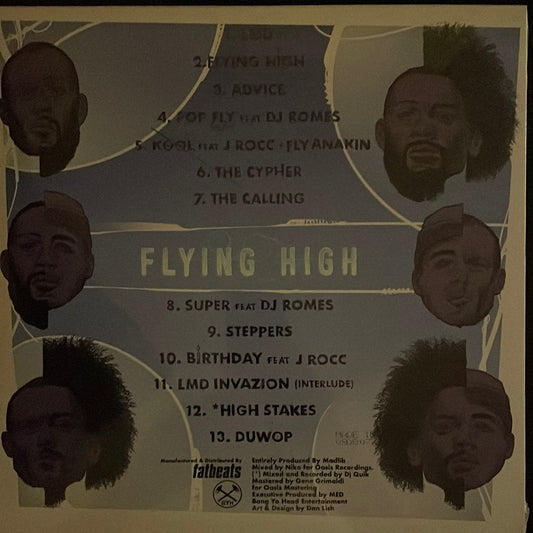 1. LMD
2. FLYING HIGH
3. ADVICE
4. POP FLY FEAT DJ ROMES
5. KOOL FEAT J ROCC + FLY ANAKIN
6. THE CYPHER
7. THE CALLING
FLYING HIGH
8. SUPER FEAT DJ ROMES
9. STEPPERS
10. BIRTHDAY FEAT J ROCC
11. LMD INVAZION (INTERLUDE)
12. *HIGH STAKES
13. DUWOP
Manufactured & Distributed By
fatbeats
BYH
Entirely Produced By Madlib
Mixed by Niko for Oasis Recordings.
(*) Mixed and Recorded by Dj Quik
Mastered by Gene Grimaldi
for Oasis Mastering
Executive Produced by MED
Bang Ya Head Entertainment
Art & Design by Dan Lish